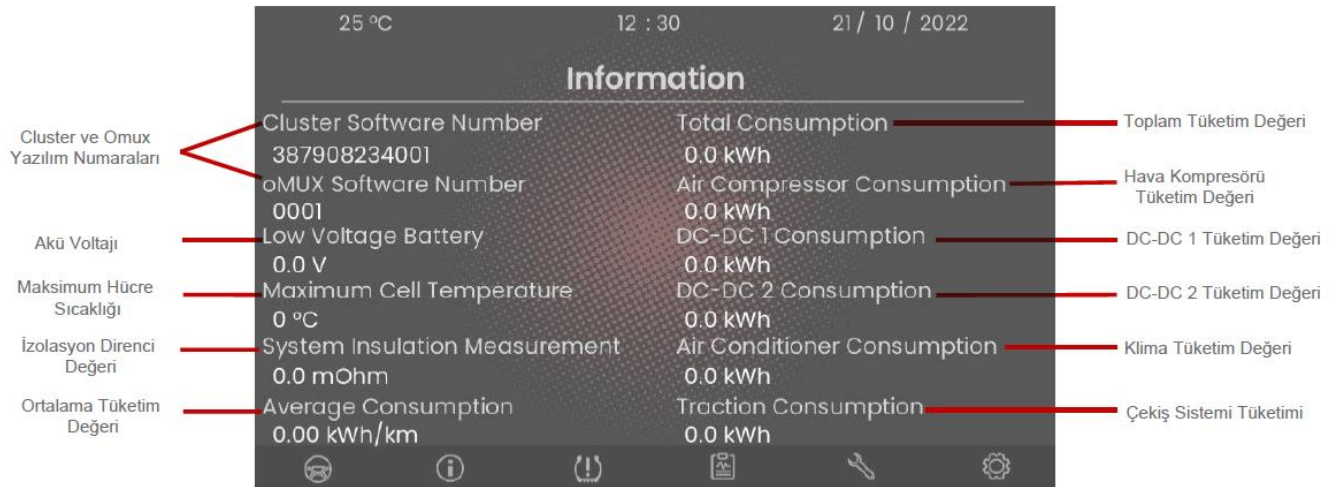 25 °C 12 : 30 21 / 10 / 2022
Information
Cluster ve Omux
Yazılım Numaraları
Akü Voltajı
Maksimum Hücre
Sıcaklığı
İzolasyon Direnci
Değeri
Ortalama Tüketim
Değeri
Cluster Software Number
387908234001
oMUX Software Number
0001
Low Voltage Battery
0.0 V
Maximum Cell Temperature
0 °C
System Insulation Measurement
0.0 mOhm
Average Consumption
0.00 kWh/km
Total Consumption
0.0 kWh
Air Compressor Consumption
0.0 kWh
DC-DC 1 Consumption
0.0 kWh
DC-DC 2 Consumption
0.0 kWh
Air Conditioner Consumption
0.0 kWh
Traction Consumption
0.0 kWh
Toplam Tüketim Değeri
Hava Kompresörü
Tüketim Değeri
DC-DC 1 Tüketim Değeri
DC-DC 2 Tüketim Değeri
Klima Tüketim Değeri
Çekiş Sistemi Tüketimi